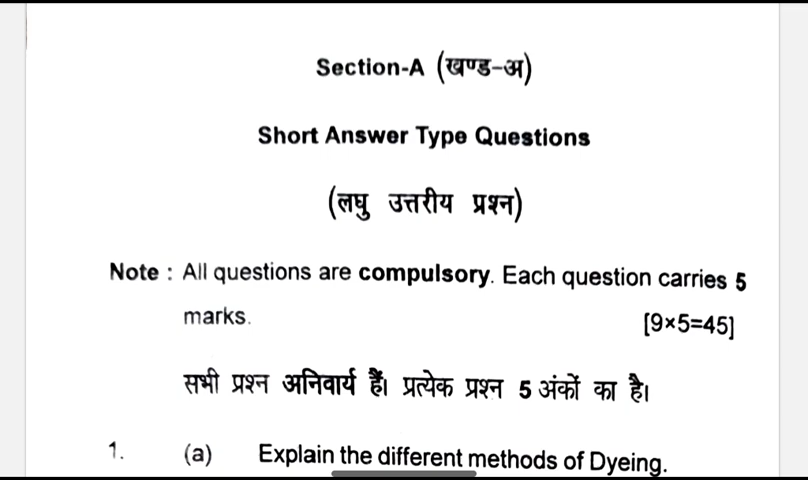 Section-A (खण्ड-अ)
Short Answer Type Questions
(लघु उत्तरीय प्रश्न)
Note : All questions are compulsory. Each question carries 5
marks. [9×5=45]
सभी प्रश्न अनिवार्य हैं। प्रत्येक प्रश्न 5 अंकों का है।
1. (a) Explain the different methods of Dyeing.